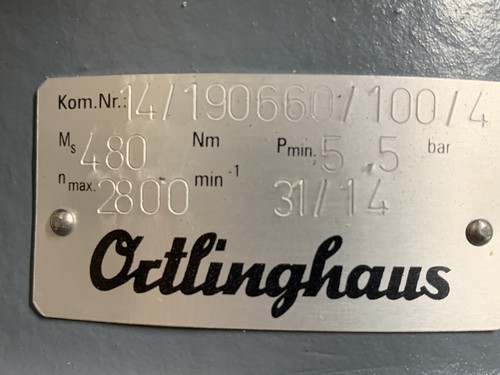 Kom.Nr.: 14/190660/100/4
Ms 480 Nm Pmin. 5.5 bar
n max. 2800 min -1 31/14
Ortlinghaus